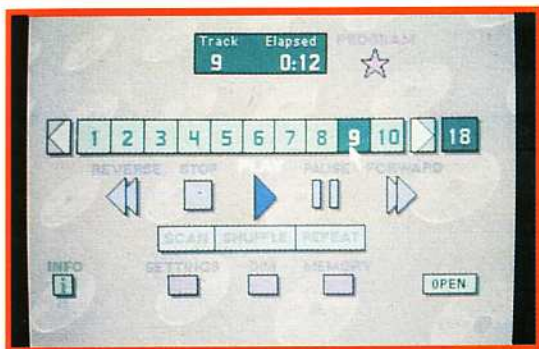 Track Elapsed PROGRAM
9 0:12
1 2 3 4 5 6 7 8 9 10 18
REVERSE STOP PLAY PAUSE FORWARD
SCAN SHUFFLE REPEAT
INFO SETTINGS MEMORY
i OPEN